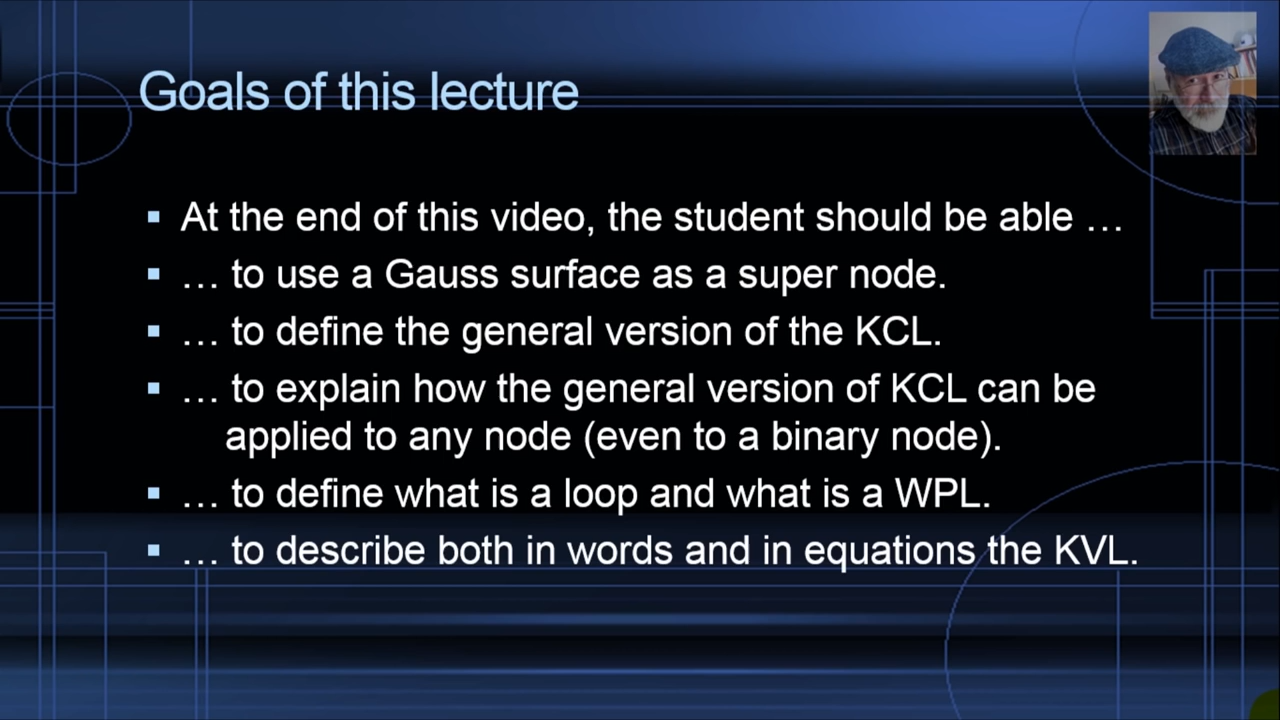 Goals of this lecture
▪ At the end of this video, the student should be able …
▪ … to use a Gauss surface as a super node.
▪ … to define the general version of the KCL.
▪ … to explain how the general version of KCL can be
applied to any node (even to a binary node).
▪ … to define what is a loop and what is a WPL.
▪ … to describe both in words and in equations the KVL.